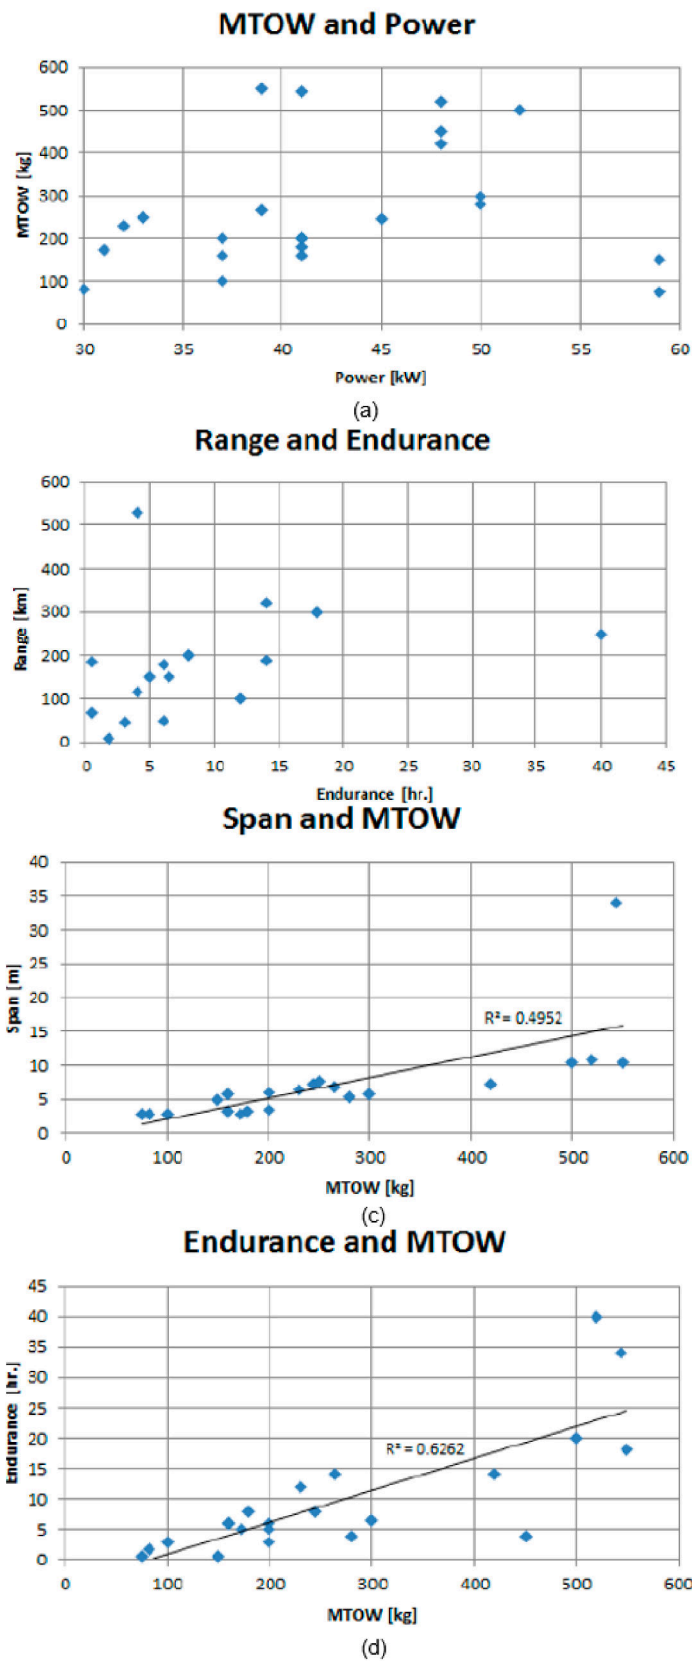 MTOW and Power
600
500
400
300
200
100
0
MTOW [kg]
30 35 40 45 50 55 60
Power [kW]
(a)
Range and Endurance
600
500
400
300
200
100
0
Range [km]
0 5 10 15 20 25 30 35 40 45
Endurance [hr.]
Span and MTOW
40
35
30
25
20
15
10
5
0
Span [m]
R² = 0.4952
0 100 200 300 400 500 600
MTOW [kg]
(c)
Endurance and MTOW
45
40
35
30
25
20
15
10
5
0
Endurance [hr.]
R² = 0.6262
0 100 200 300 400 500 600
MTOW [kg]
(d)